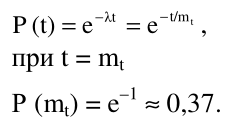 P (t) = e^{−λt} = e^{−t/m_t} ,
при t = m_t
P (m_t) = e^{−1} ≈ 0,37.